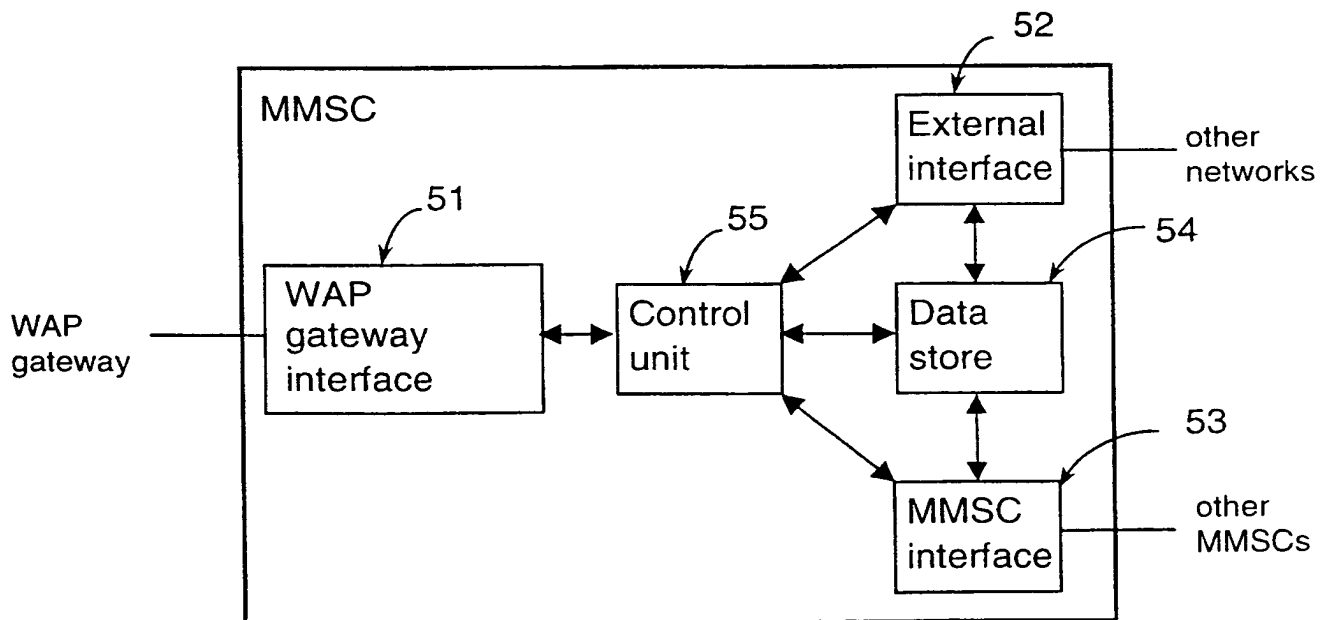 52
MMSC
External
interface
other
networks
51
55
54
WAP
gateway
WAP
gateway
interface
Control
unit
Data
store
53
MMSC
interface
other
MMSCs